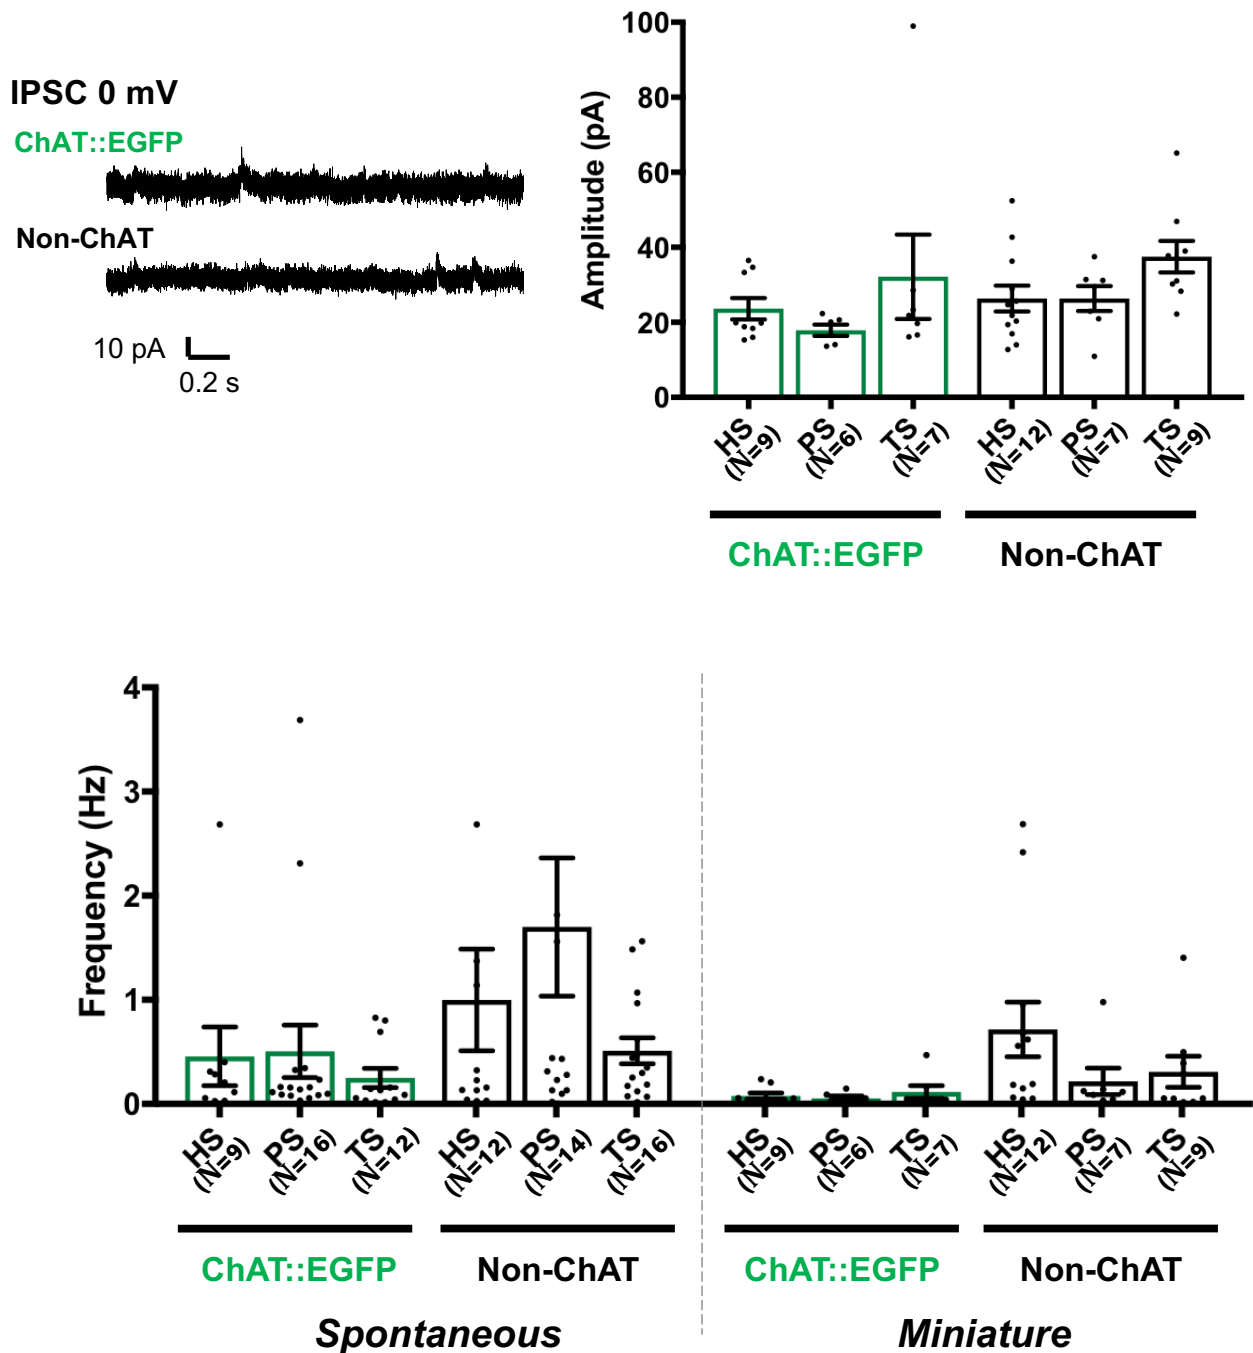 IPSC 0 mV
ChAT::EGFP
Non-ChAT
10 pA
0.2 s
Amplitude (pA)
100
80
60
40
20
0
HS (N=9)
PS (N=6)
TS (N=7)
HS (N=12)
PS (N=7)
TS (N=9)
ChAT::EGFP
Non-ChAT
Frequency (Hz)
4
3
2
1
0
HS (N=9)
PS (N=16)
TS (N=12)
HS (N=12)
PS (N=14)
TS (N=16)
HS (N=9)
PS (N=6)
TS (N=7)
HS (N=12)
PS (N=7)
TS (N=9)
ChAT::EGFP
Non-ChAT
ChAT::EGFP
Non-ChAT
Spontaneous
Miniature